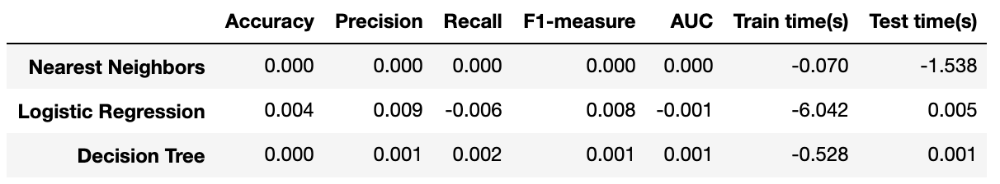 Accuracy Precision Recall F1-measure AUC Train time(s) Test time(s)
Nearest Neighbors 0.000 0.000 0.000 0.000 0.000 -0.070 -1.538
Logistic Regression 0.004 0.009 -0.006 0.008 -0.001 -6.042 0.005
Decision Tree 0.000 0.001 0.002 0.001 0.001 -0.528 0.001